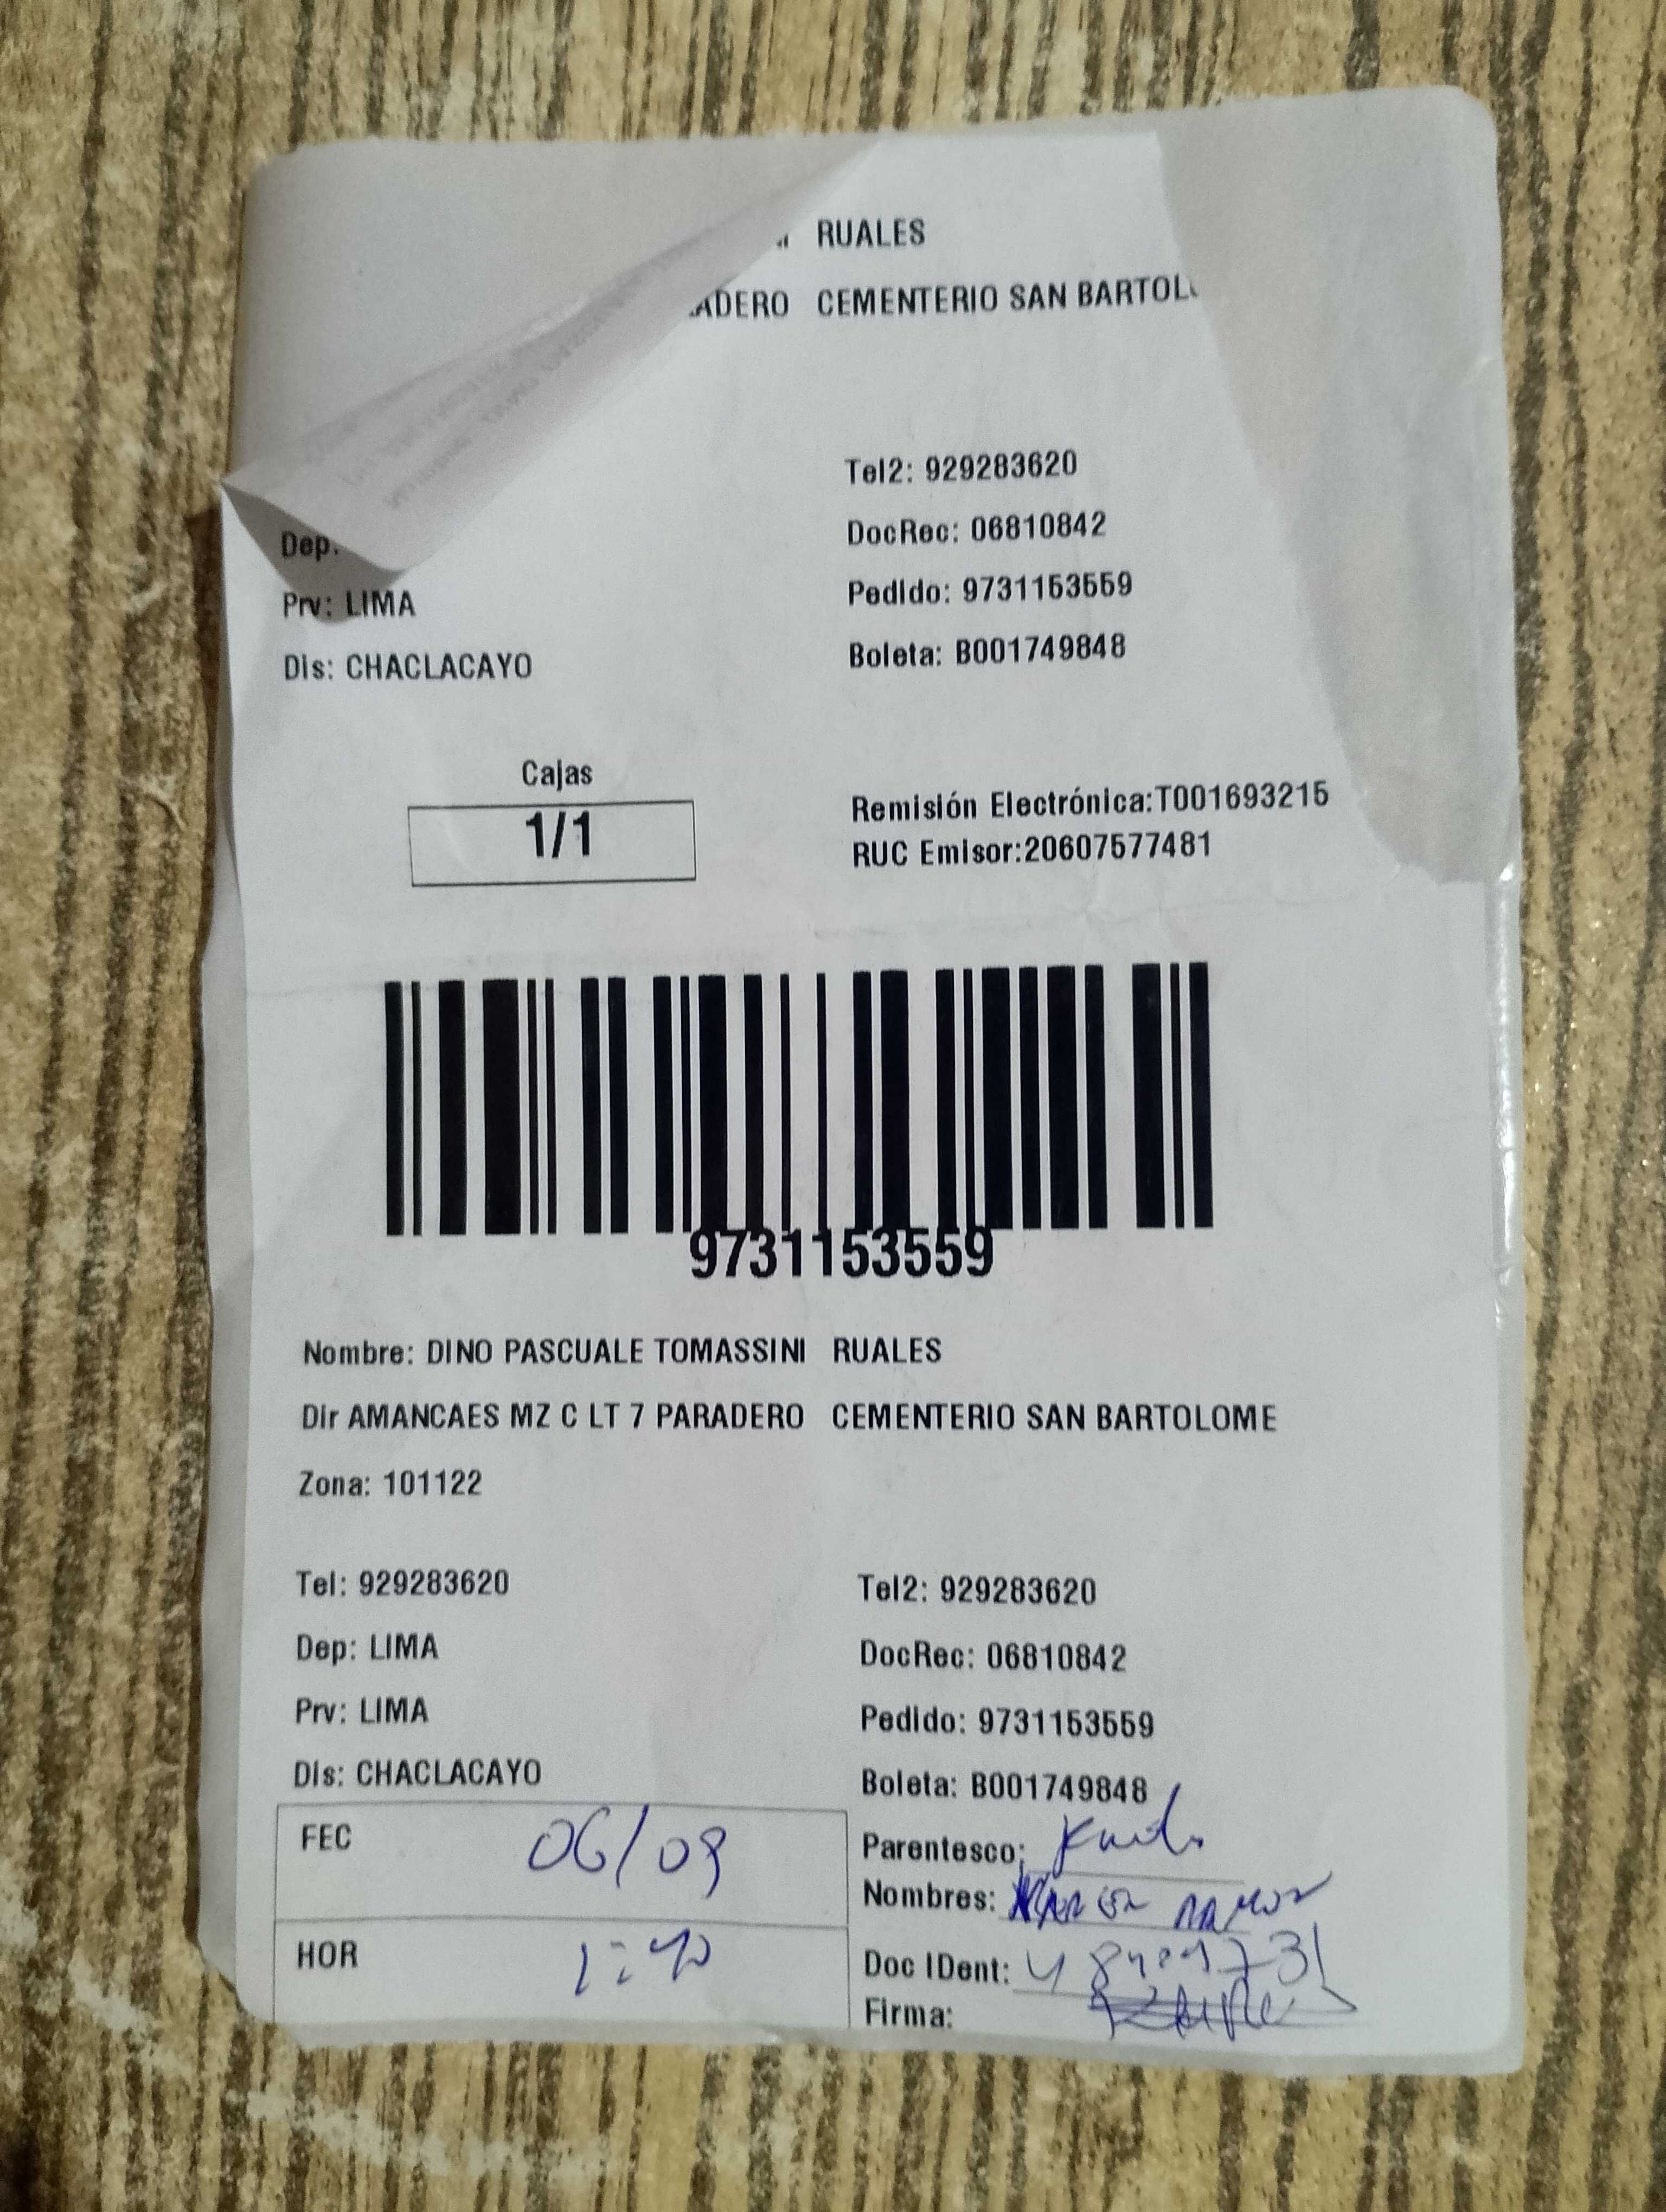 RUALES
CEMENTERIO SAN
Tel2: 929283620
DocRec: 06810842
Dep:
Pedido: 9731153559
Prv: LIMA
Boleta: B001749848
Dis: CHACLACAYO
Cajas
1/1
Remisión Electrónica:T001693215
RUC Emisor:20607577481
9731153559
Nombre: DINO PASCUALE TOMASSINI RUALES
Dir AMANCAES MZ C LT 7 PARADERO CEMENTERIO SAN BARTOLOME
Zona: 101122
Tel: 929283620 Tel2: 929283620
Dep: LIMA DocRec: 06810842
Prv: LIMA Pedido: 9731153559
Dis: CHACLACAYO Boleta: B001749848
FEC 06/09
Parentesco:
Nombres:
HOR 1:40
Doc IDent:
Firma: